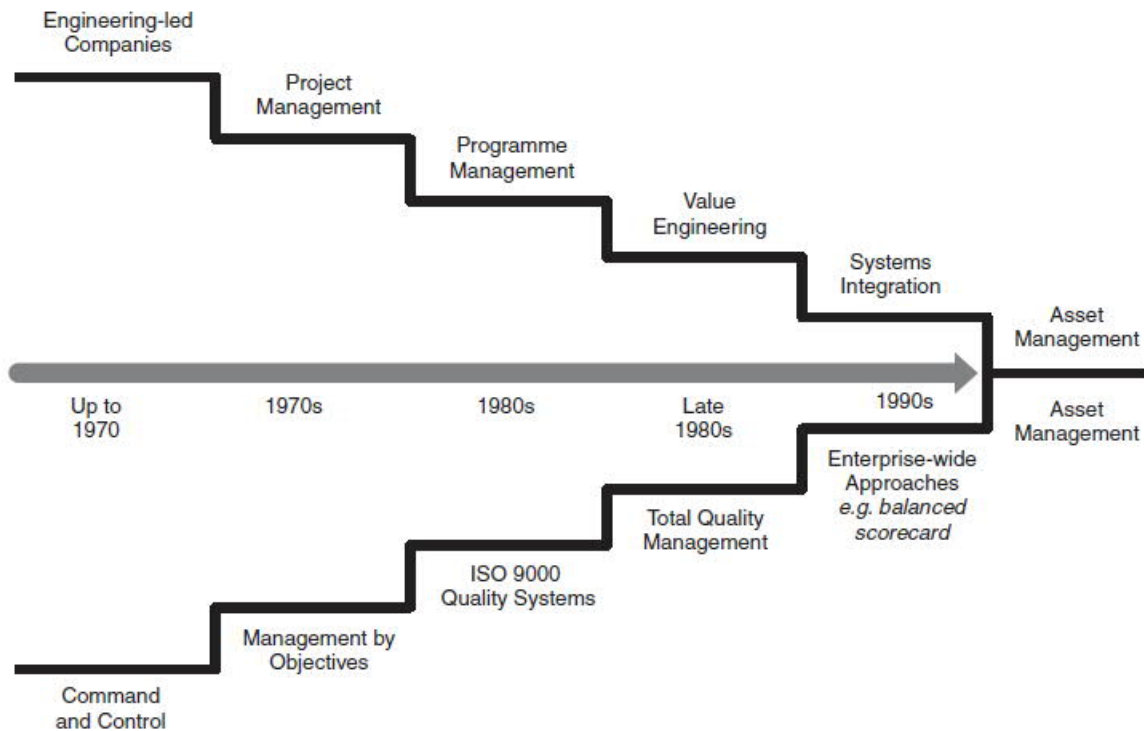 Engineering-led
Companies
Project
Management
Programme
Management
Value
Engineering
Systems
Integration
Asset
Management
Up to
1970
1970s
1980s
Late
1980s
1990s
Asset
Management
Enterprise-wide
Approaches
e.g. balanced
scorecard
Total Quality
Management
ISO 9000
Quality Systems
Management by
Objectives
Command
and Control